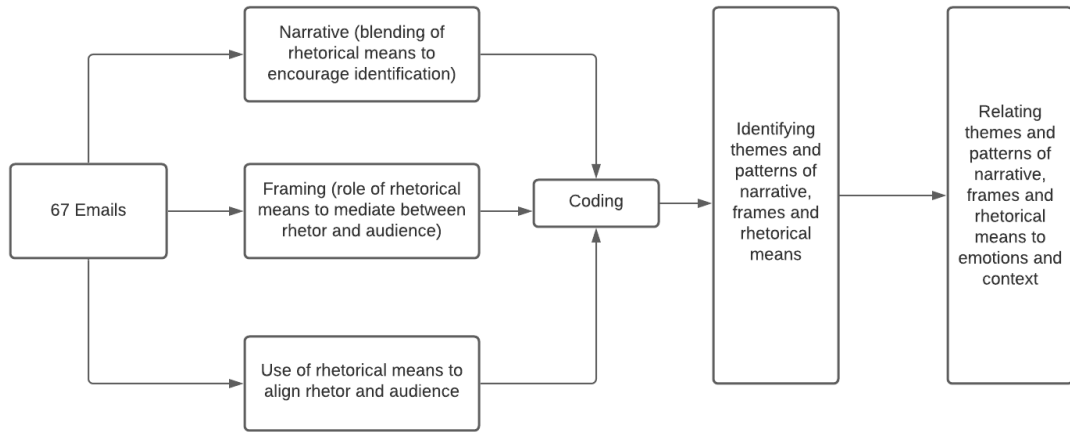 67 Emails
Narrative (blending of
rhetorical means to
encourage identification)
Framing (role of rhetorical
means to mediate between
rhetor and audience)
Use of rhetorical means to
align rhetor and audience
Coding
Identifying
themes and
patterns of
narrative,
frames and
rhetorical
means
Relating
themes and
patterns of
narrative,
frames and
rhetorical
means to
emotions and
context